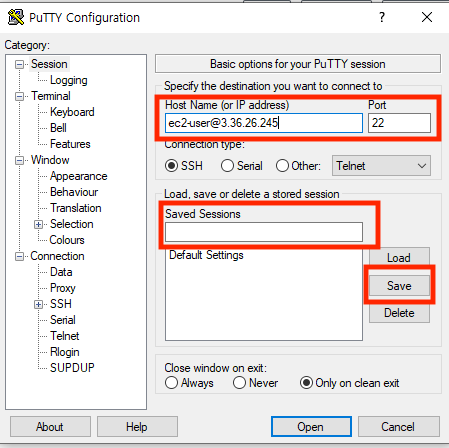 PuTTY Configuration
? ×
Category:
Session
Logging
Terminal
Keyboard
Bell
Features
Window
Appearance
Behaviour
Translation
Selection
Colours
Connection
Data
Proxy
SSH
Serial
Telnet
Rlogin
SUPDUP
Basic options for your PuTTY session
Specify the destination you want to connect to
Host Name (or IP address) Port
ec2-user@3.36.26.245 22
Connection type:
SSH Serial Other: Telnet
Load, save or delete a stored session
Saved Sessions
Default Settings
Load
Save
Delete
Close window on exit:
Always Never Only on clean exit
About Help Open Cancel